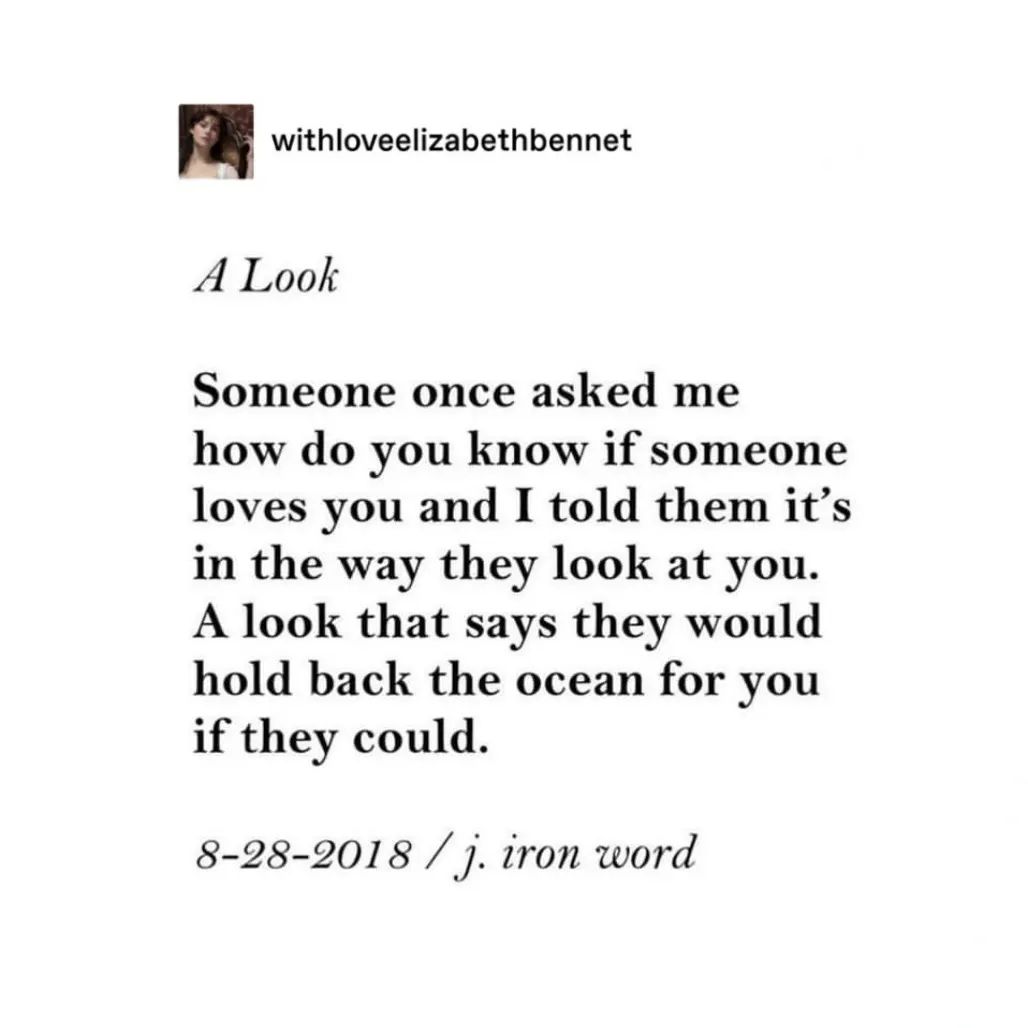 withloveelizabethbennet
A Look
Someone once asked me
how do you know if someone
loves you and I told them it’s
in the way they look at you.
A look that says they would
hold back the ocean for you
if they could.
8-28-2018 / j. iron word